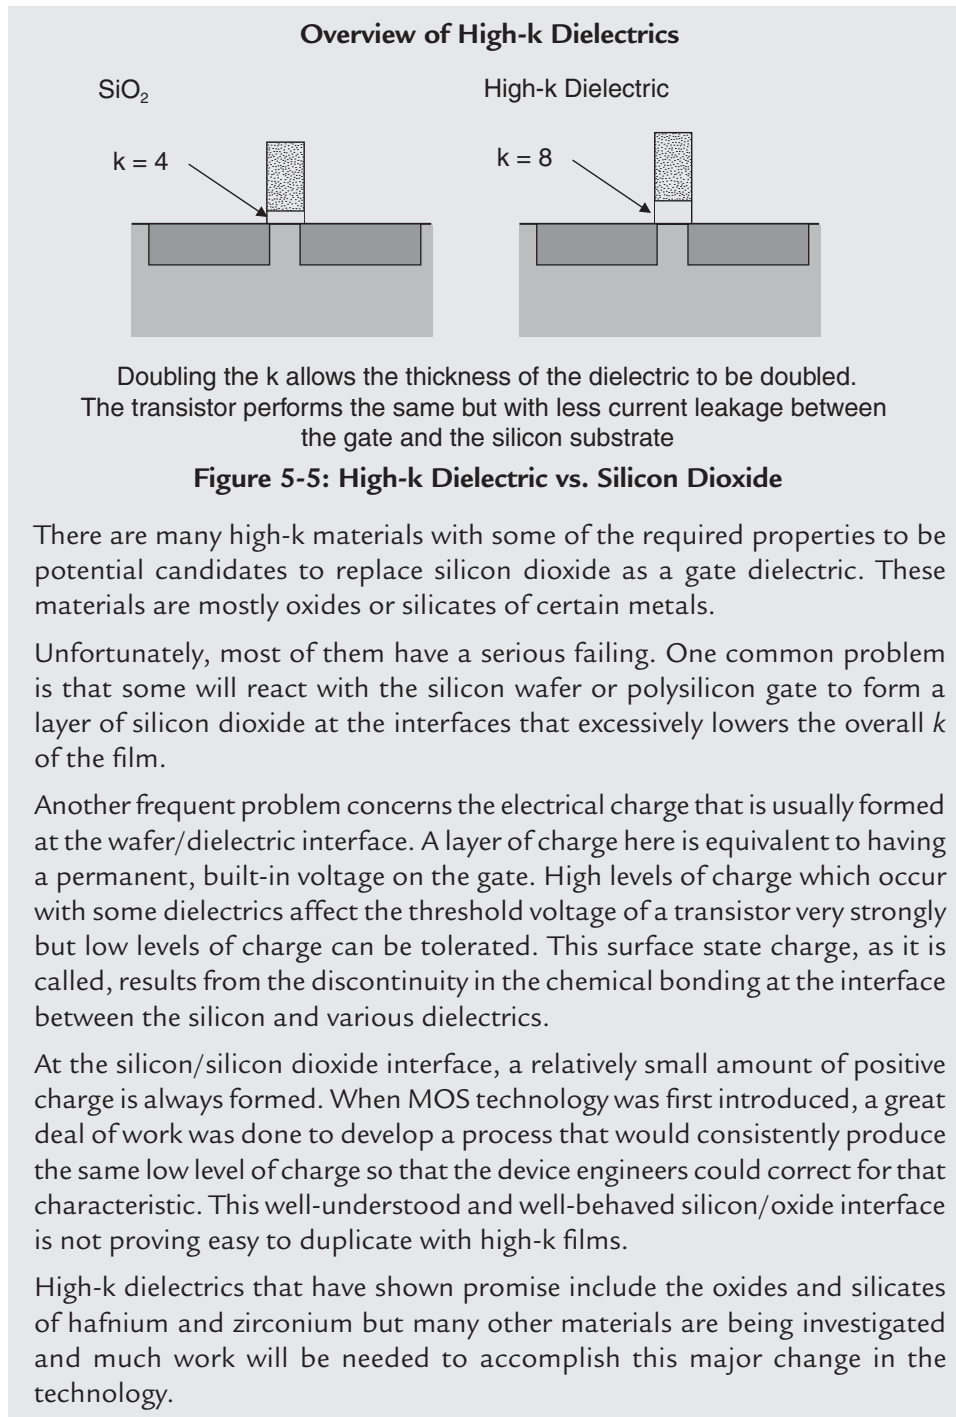 Overview of High-k Dielectrics
SiO2
High-k Dielectric
k = 4
k = 8
Doubling the k allows the thickness of the dielectric to be doubled.
The transistor performs the same but with less current leakage between
the gate and the silicon substrate
Figure 5-5: High-k Dielectric vs. Silicon Dioxide
There are many high-k materials with some of the required properties to be
potential candidates to replace silicon dioxide as a gate dielectric. These
materials are mostly oxides or silicates of certain metals.
Unfortunately, most of them have a serious failing. One common problem
is that some will react with the silicon wafer or polysilicon gate to form a
layer of silicon dioxide at the interfaces that excessively lowers the overall k
of the film.
Another frequent problem concerns the electrical charge that is usually formed
at the wafer/dielectric interface. A layer of charge here is equivalent to having
a permanent, built-in voltage on the gate. High levels of charge which occur
with some dielectrics affect the threshold voltage of a transistor very strongly
but low levels of charge can be tolerated. This surface state charge, as it is
called, results from the discontinuity in the chemical bonding at the interface
between the silicon and various dielectrics.
At the silicon/silicon dioxide interface, a relatively small amount of positive
charge is always formed. When MOS technology was first introduced, a great
deal of work was done to develop a process that would consistently produce
the same low level of charge so that the device engineers could correct for that
characteristic. This well-understood and well-behaved silicon/oxide interface
is not proving easy to duplicate with high-k films.
High-k dielectrics that have shown promise include the oxides and silicates
of hafnium and zirconium but many other materials are being investigated
and much work will be needed to accomplish this major change in the
technology.